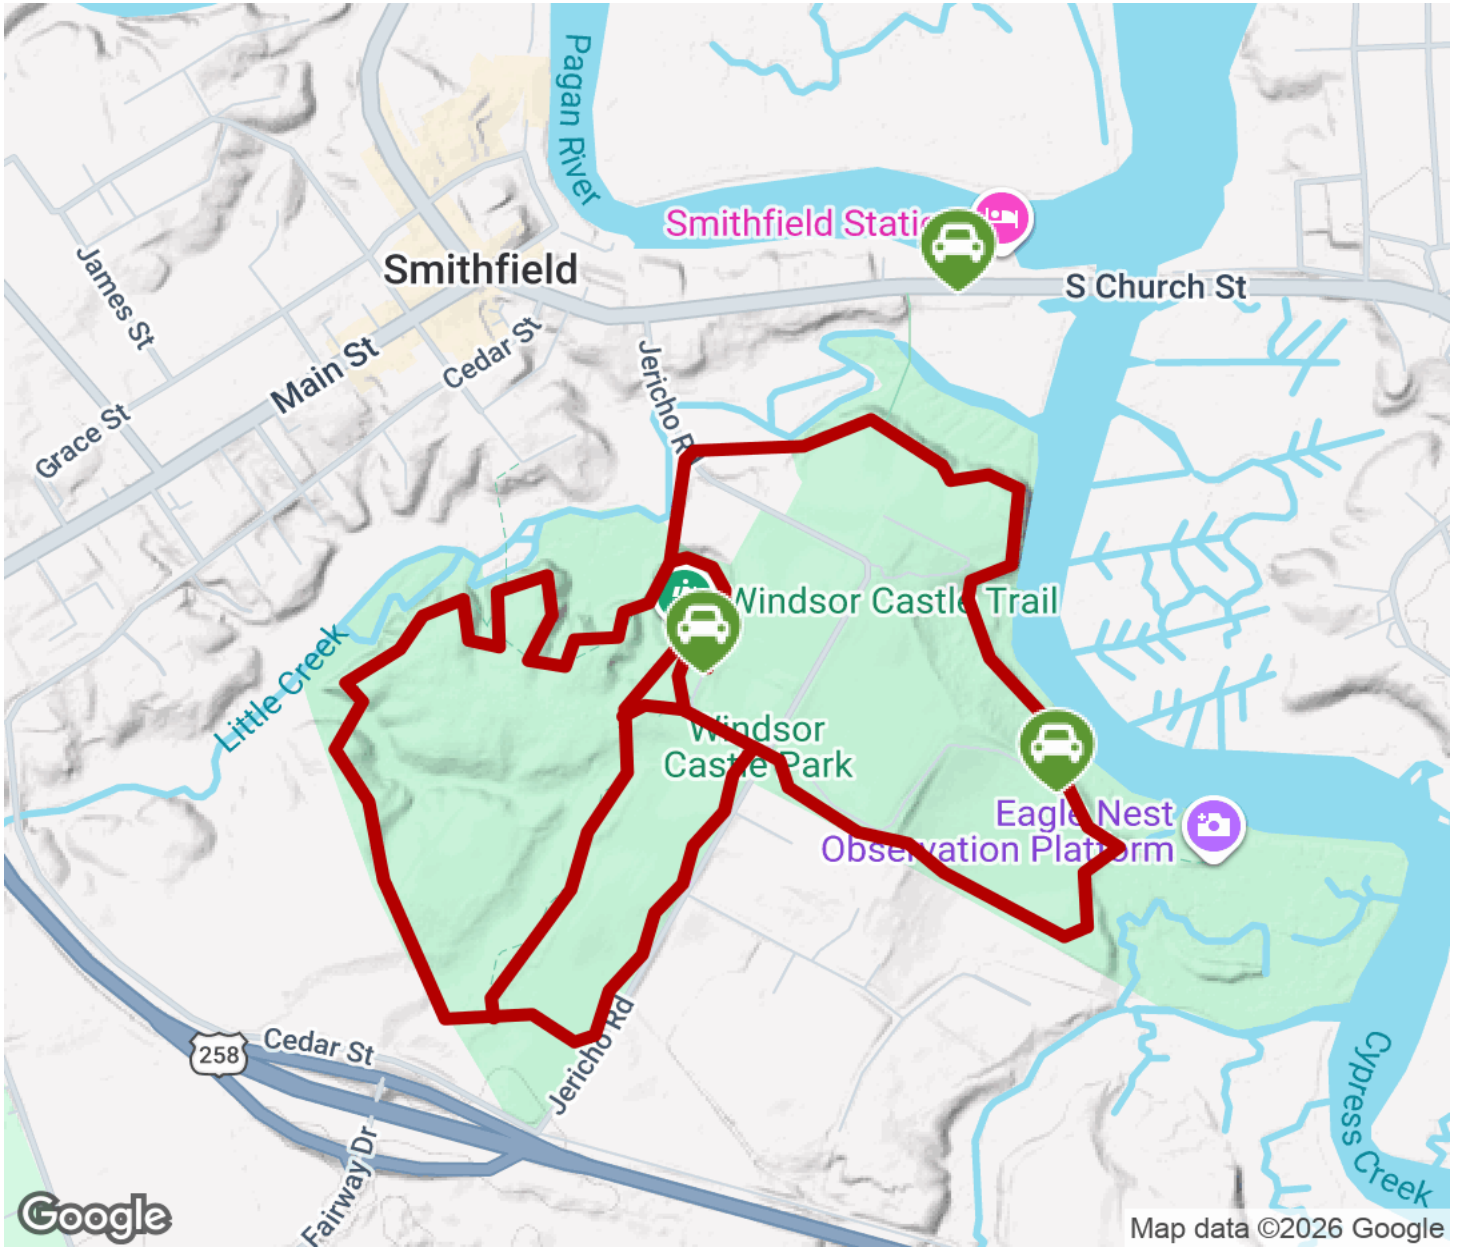 Pagan River
Smithfield Stati
S Church St
Smithfield
James St
Cedar St
Main St
Jericho R
Grace St
Windsor Castle Trail
Little Creek
Windsor
Castle Park
Eagle Nest
Observation Platform
Jericho Rd
258
Cedar St
Fairway Dr
Cypress Creek
Google
Map data ©2026 Google